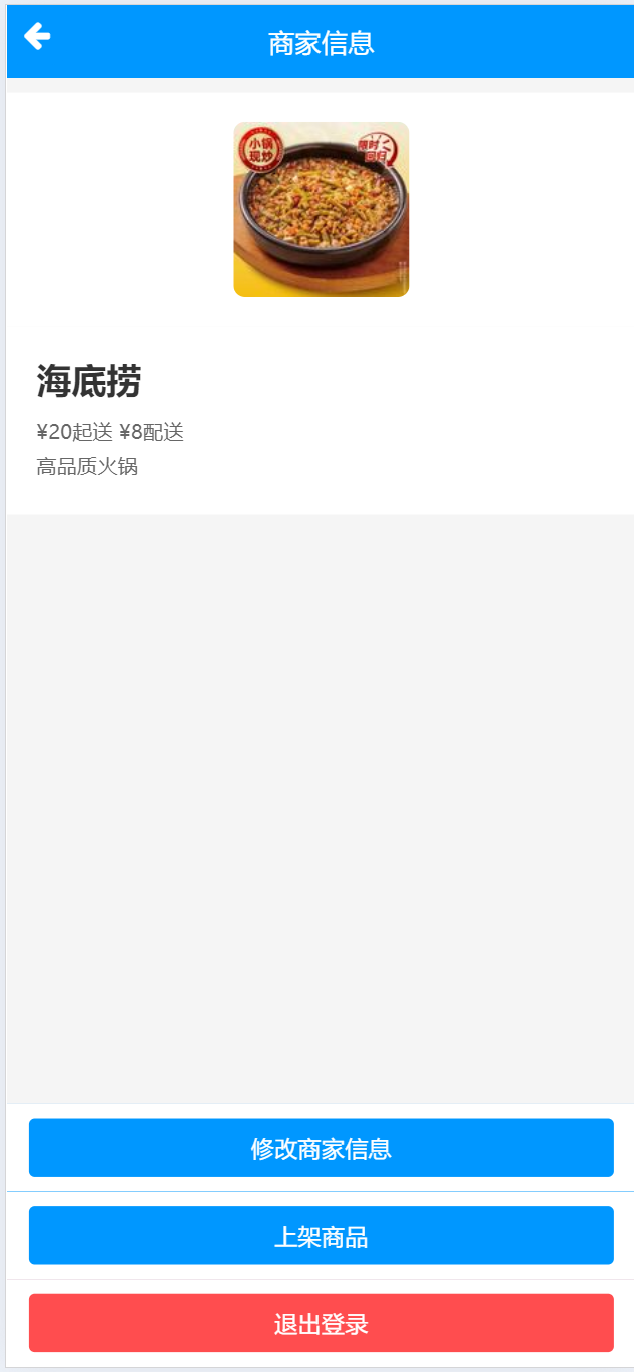 商家信息
小锅
现炒
限时
回归
海底捞
¥20起送 ¥8配送
高品质火锅
修改商家信息
上架商品
退出登录